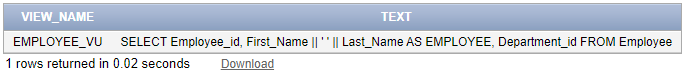 VIEW_NAME TEXT
EMPLOYEE_VU SELECT Employee_id, First_Name || ' ' || Last_Name AS EMPLOYEE, Department_id FROM Employee
1 rows returned in 0.02 seconds Download